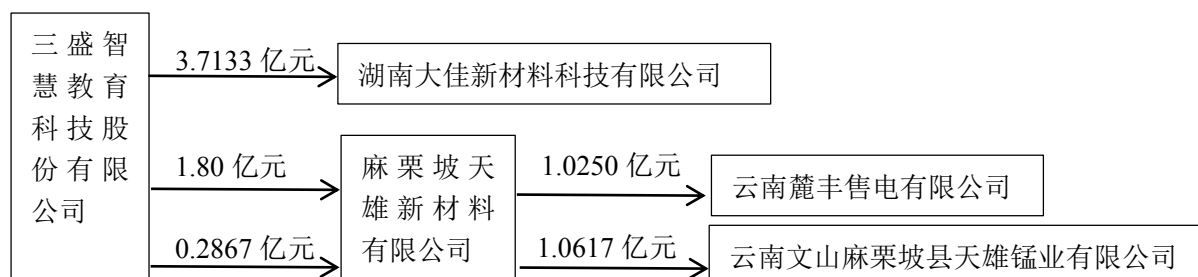 三盛智
慧教育
科技股
份有限
公司
3.7133 亿元
湖南大佳新材料科技有限公司
1.80 亿元
0.2867 亿元
麻栗坡天
雄新材料
有限公司
1.0250 亿元
云南麓丰售电有限公司
1.0617 亿元
云南文山麻栗坡县天雄锰业有限公司